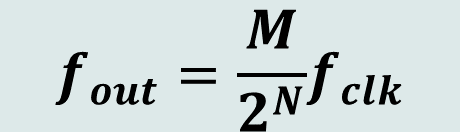 f_out = M/2^N f_clk